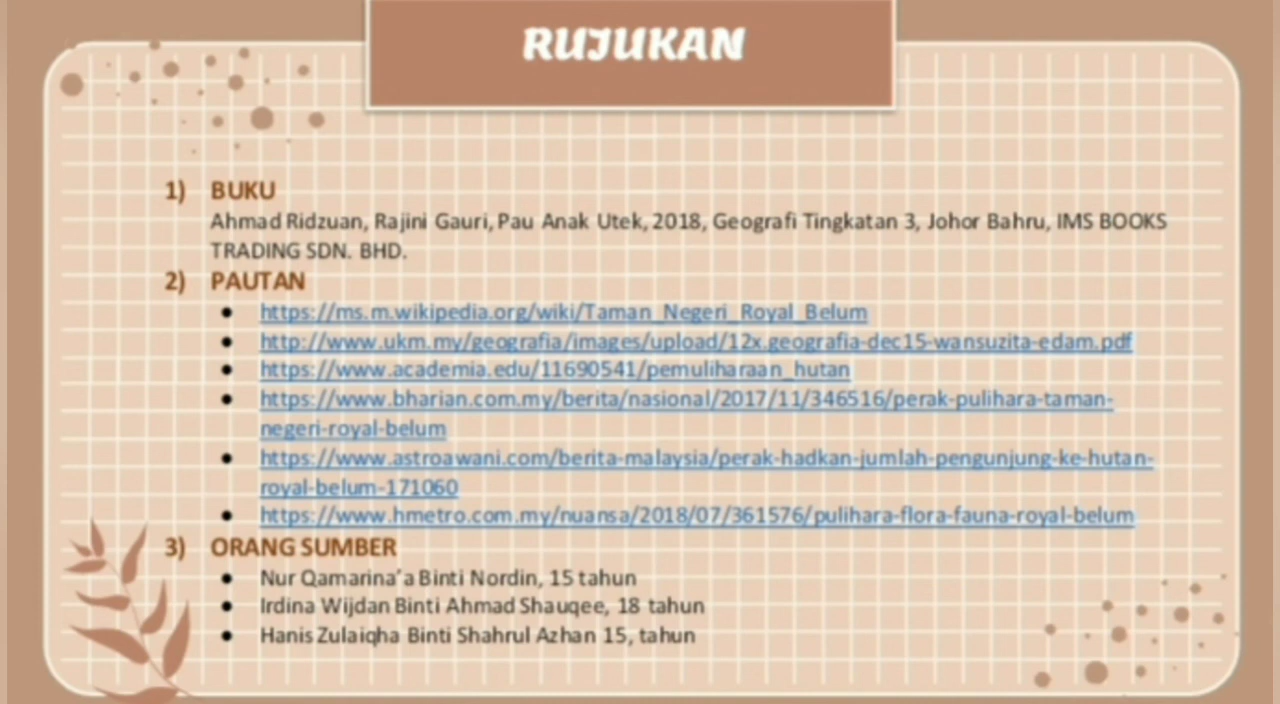 RUJUKAN
1) BUKU
Ahmad Ridzuan, Rajini Gauri, Pau Anak Utek, 2018, Geografi Tingkatan 3, Johor Bahru, IMS BOOKS
TRADING SDN. BHD.
2) PAUTAN
● https://ms.m.wikipedia.org/wiki/Taman_Negeri_Royal_Belum
● http://www.ukm.my/geografia/images/upload/12x.geografia-dec15-wansuzita-edam.pdf
● https://www.academia.edu/11690541/pemuliharaan_hutan
● https://www.bharian.com.my/berita/nasional/2017/11/346516/perak-pulihara-taman-
negeri-royal-belum
● https://www.astroawani.com/berita-malaysia/perak-hadkan-jumlah-pengunjung-ke-hutan-
royal-belum-171060
● https://www.hmetro.com.my/nuansa/2018/07/361576/pulihara-flora-fauna-royal-belum
3) ORANG SUMBER
● Nur Qamarina’a Binti Nordin, 15 tahun
● Irdina Wijdan Binti Ahmad Shauqee, 18 tahun
● Hanis Zulaiqha Binti Shahrul Azhan 15, tahun